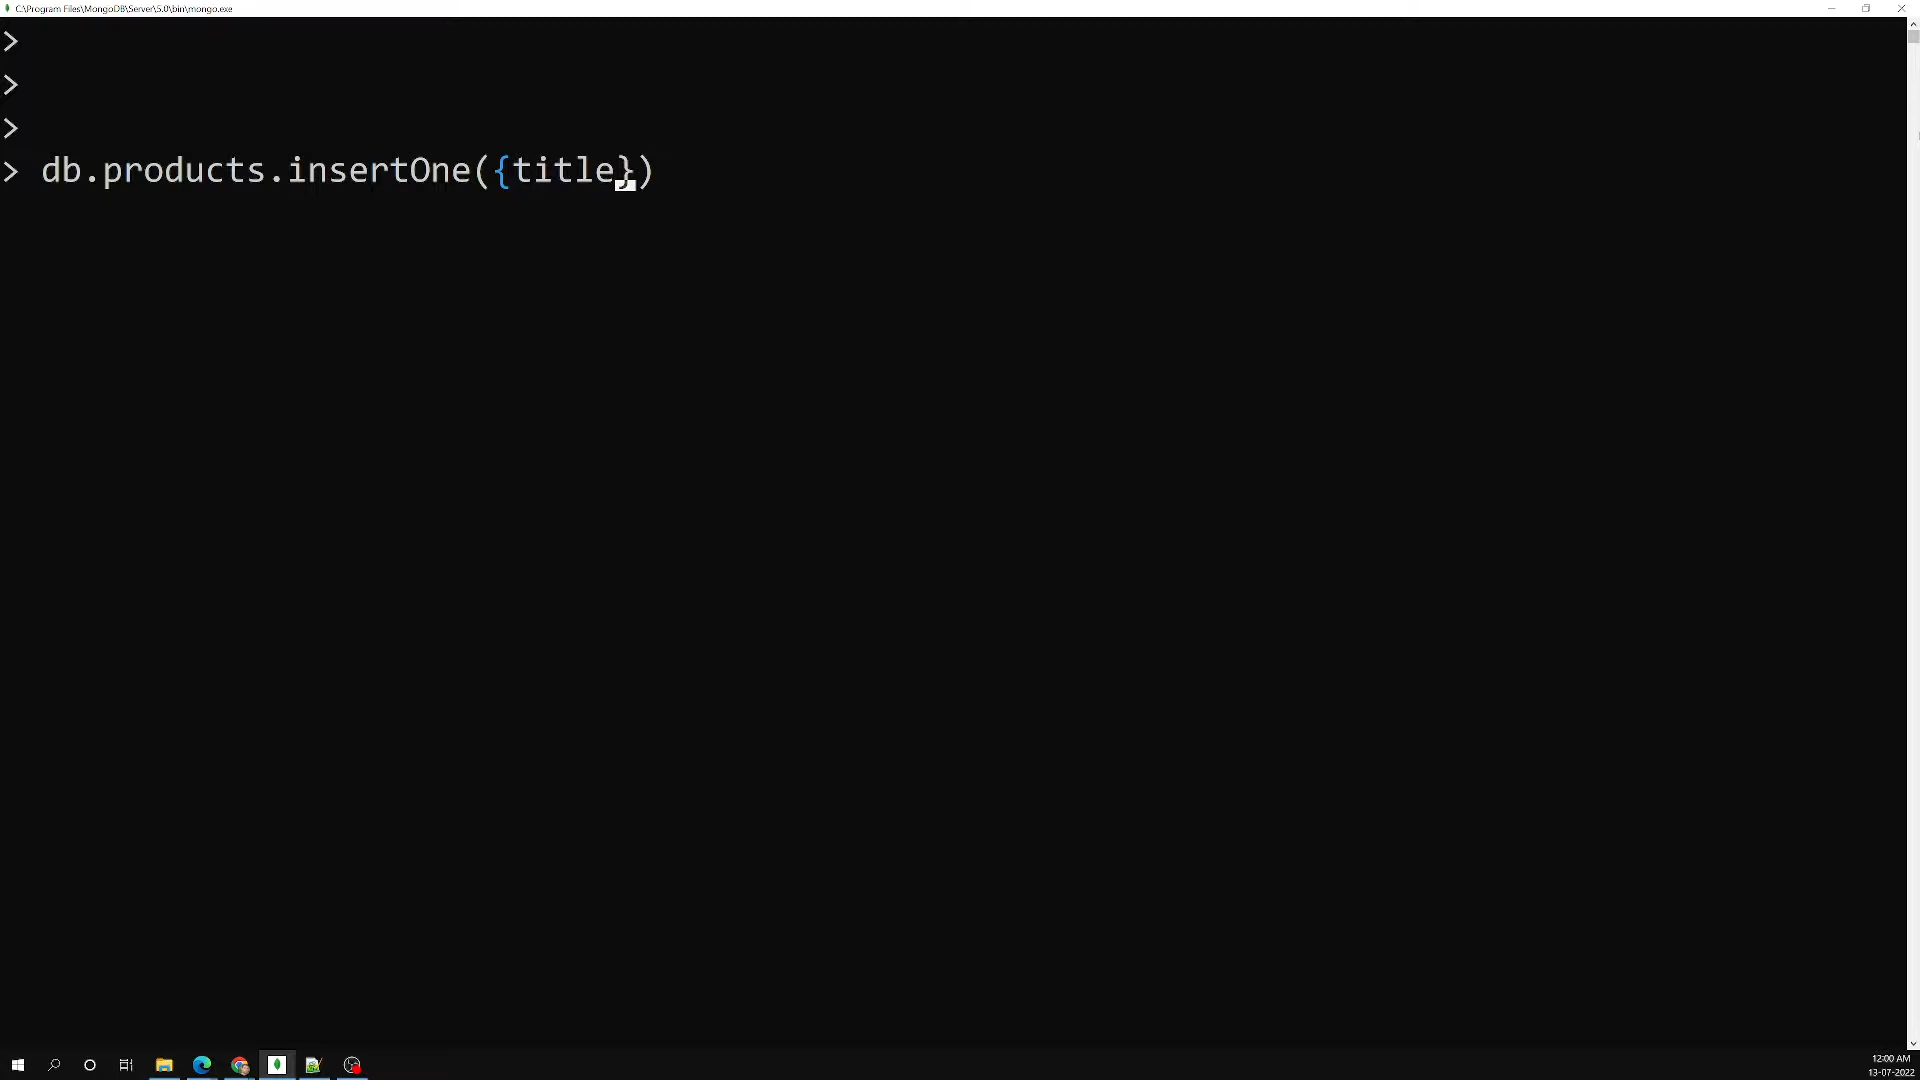 C:\Program Files\MongoDB\Server\5.0\bin\mongo.exe
>
>
>
> db.products.insertOne({title})
12:00 AM
13-07-2022